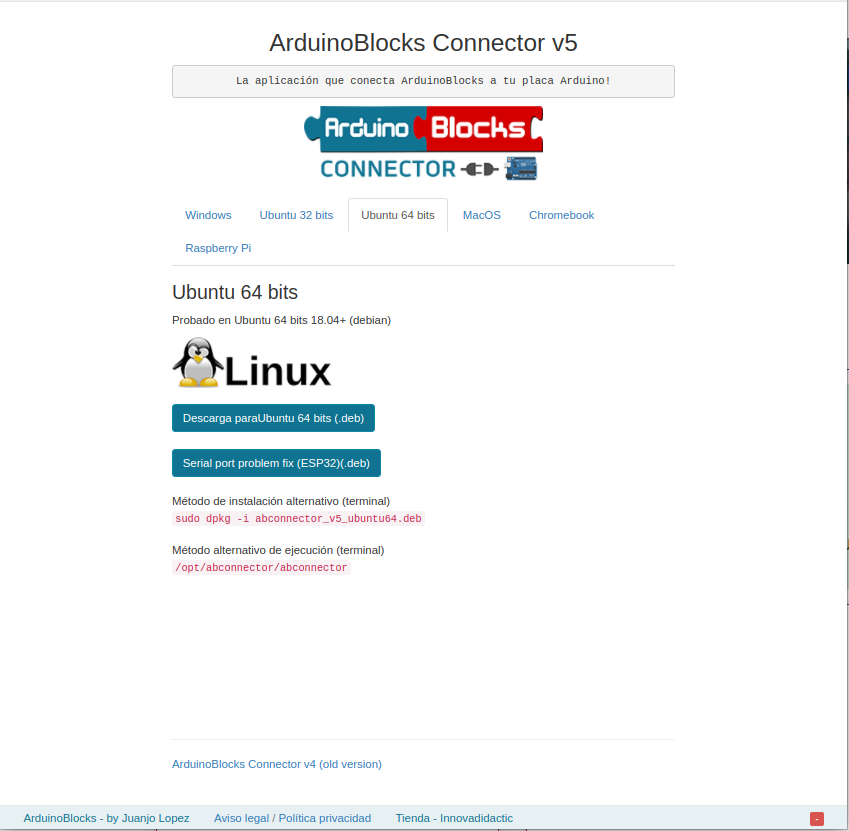 ArduinoBlocks Connector v5
La aplicación que conecta ArduinoBlocks a tu placa Arduino!
Arduino Blocks
CONNECTOR
Windows Ubuntu 32 bits Ubuntu 64 bits MacOS Chromebook
Raspberry Pi
Ubuntu 64 bits
Probado en Ubuntu 64 bits 18.04+ (debian)
Linux
Descarga paraUbuntu 64 bits (.deb)
Serial port problem fix (ESP32)(.deb)
Método de instalación alternativo (terminal)
sudo dpkg -i abconnector_v5_ubuntu64.deb
Método alternativo de ejecución (terminal)
/opt/abconnector/abconnector
ArduinoBlocks Connector v4 (old version)
ArduinoBlocks - by Juanjo Lopez Aviso legal / Política privacidad Tienda - Innovadidactic -